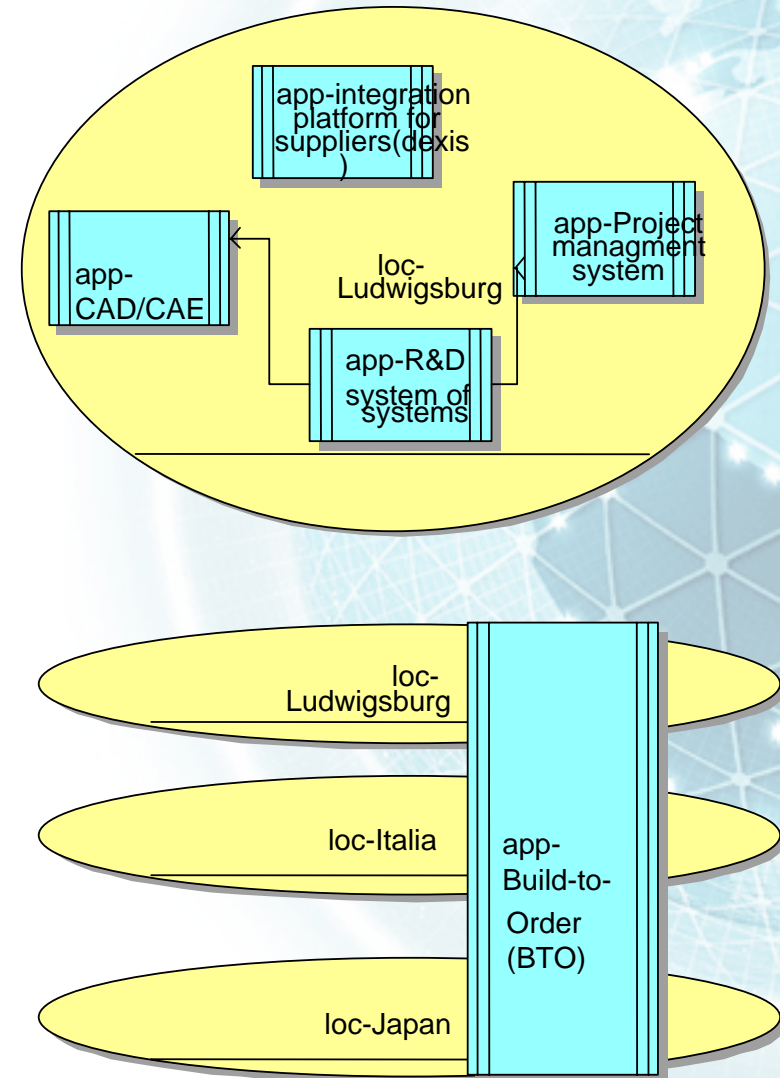 app-integration
platform for
suppliers(dexis
)
app-Project
managment
system
loc-
Ludwigsburg
app-
CAD/CAE
app-R&D
system of
systems
loc-
Ludwigsburg
loc-Italia
app-
Build-to-
Order
(BTO)
loc-Japan